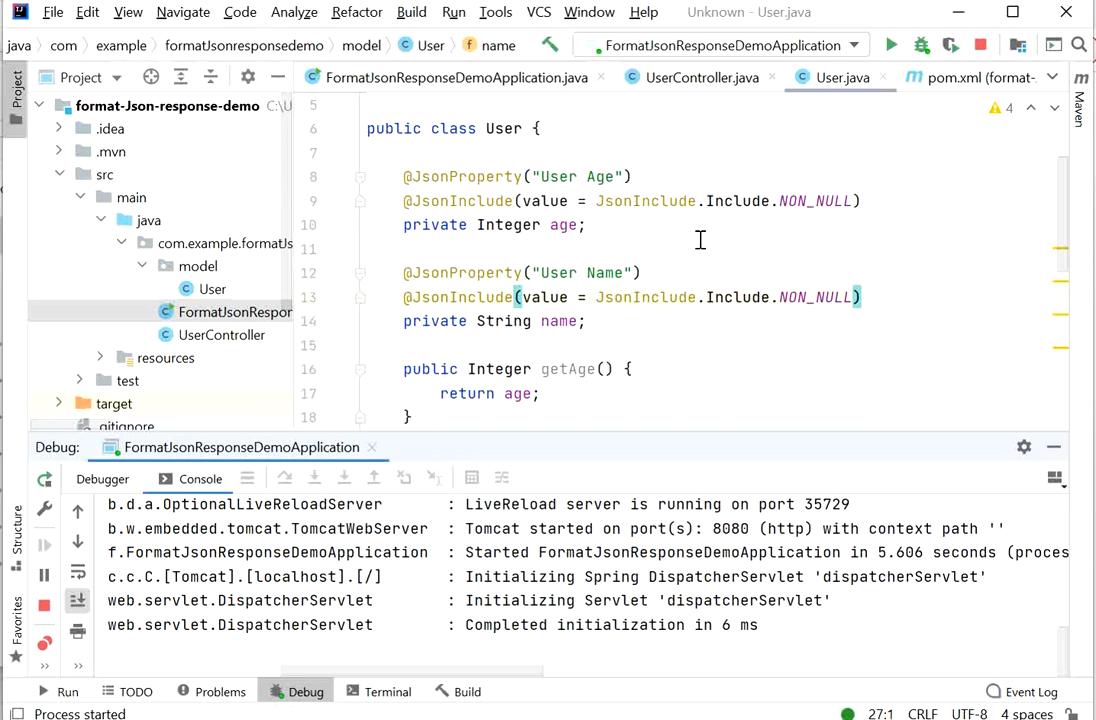 File Edit View Navigate Code Analyze Refactor Build Run Tools VCS Window Help Unknown - User.java
java com example formatJsonresponsedemo model User name FormatJsonResponseDemoApplication
Project FormatJsonResponseDemoApplication.java UserController.java User.java pom.xml (format-
Project
Structure
Favorites
Maven
format-Json-response-demo C:\U
.idea
.mvn
src
main
java
com.example.formatJs
model
User
FormatJsonRespor
UserController
resources
test
target
.gitignore
4
5
6 public class User {
7
8 @JsonProperty("User Age")
9 @JsonInclude(value = JsonInclude.Include.NON_NULL)
10 private Integer age;
11
12 @JsonProperty("User Name")
13 @JsonInclude(value = JsonInclude.Include.NON_NULL)
14 private String name;
15
16 public Integer getAge() {
17 return age;
18 }
Debug: FormatJsonResponseDemoApplication
Debugger Console
b.d.a.OptionalLiveReloadServer : LiveReload server is running on port 35729
b.w.embedded.tomcat.TomcatWebServer : Tomcat started on port(s): 8080 (http) with context path ''
f.FormatJsonResponseDemoApplication : Started FormatJsonResponseDemoApplication in 5.606 seconds (proces
c.c.C.[Tomcat].[localhost].[/] : Initializing Spring DispatcherServlet 'dispatcherServlet'
web.servlet.DispatcherServlet : Initializing Servlet 'dispatcherServlet'
web.servlet.DispatcherServlet : Completed initialization in 6 ms
Run TODO Problems Debug Terminal Build Event Log
Process started 27:1 CRLF UTF-8 4 spaces